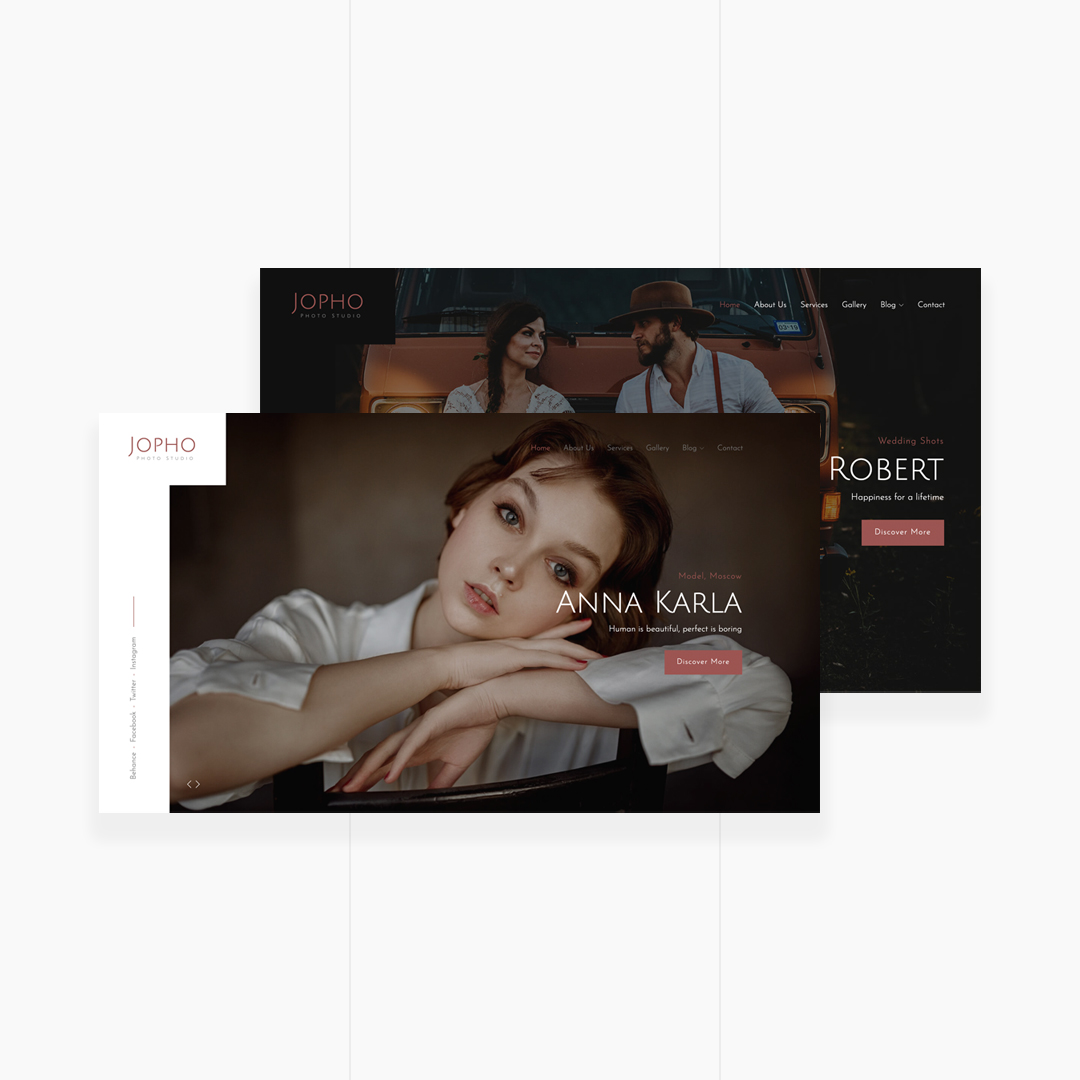 JOPHO
PHOTO STUDIO
Home About Us Services Gallery Blog Contact
03-19
Wedding Shots
ROBERT
Happiness for a lifetime
Discover More
JOPHO
PHOTO STUDIO
Home About Us Services Gallery Blog Contact
Model, Moscow
ANNA KARLA
Human is beautiful, perfect is boring
Discover More
Behance - Facebook - Twitter - Instagram